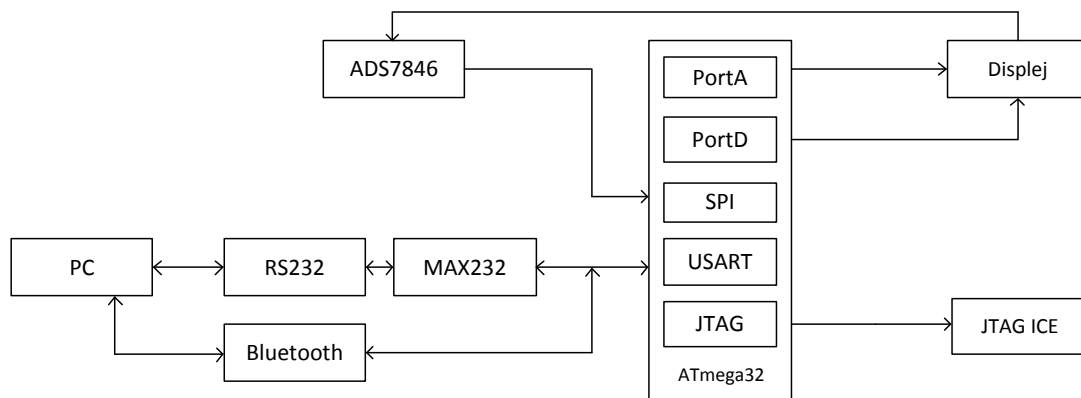 ADS7846
PortA
Displej
PortD
SPI
PC
RS232
MAX232
USART
JTAG
JTAG ICE
Bluetooth
ATmega32